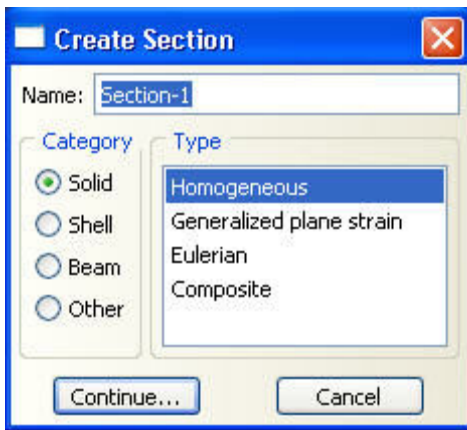 Create Section
Name: Section-1
Category
Solid
Shell
Beam
Other
Type
Homogeneous
Generalized plane strain
Eulerian
Composite
Continue...
Cancel